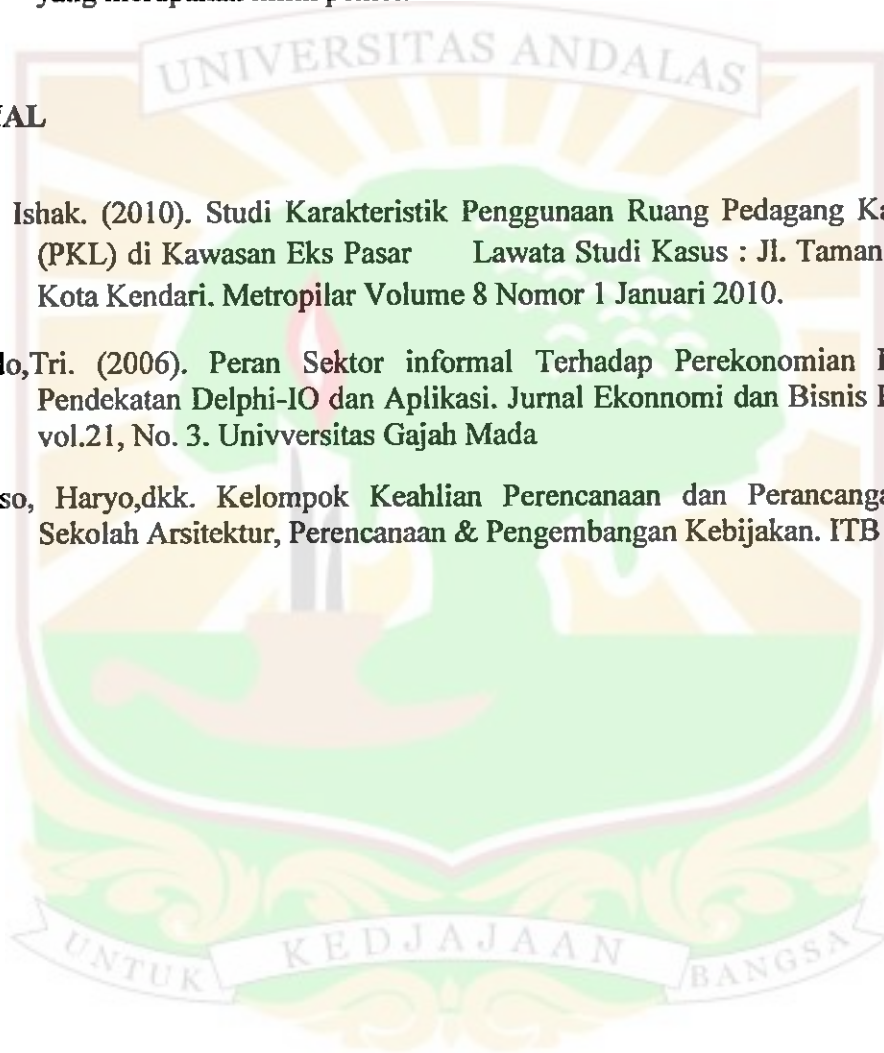 UNIVERSITAS ANDALAS
Ishak. (2010). Studi Karakteristik Penggunaan Ruang Pedagang
(PKL) di Kawasan Eks Pasar Lawata Studi Kasus : Jl. Taman
Kota Kendari. Metropilar Volume 8 Nomor 1 Januari 2010.
lo,Tri. (2006). Peran Sektor informal Terhadap Perekonomian
Pendekatan Delphi-IO dan Aplikasi. Jurnal Ekonnomi dan Bisnis
vol.21, No. 3. Univversitas Gajah Mada
so, Haryo,dkk. Kelompok Keahlian Perencanaan dan
Sekolah Arsitektur, Perencanaan & Pengembangan Kebijakan. ITB
UNTUK KEDJAJAAN BANGSA